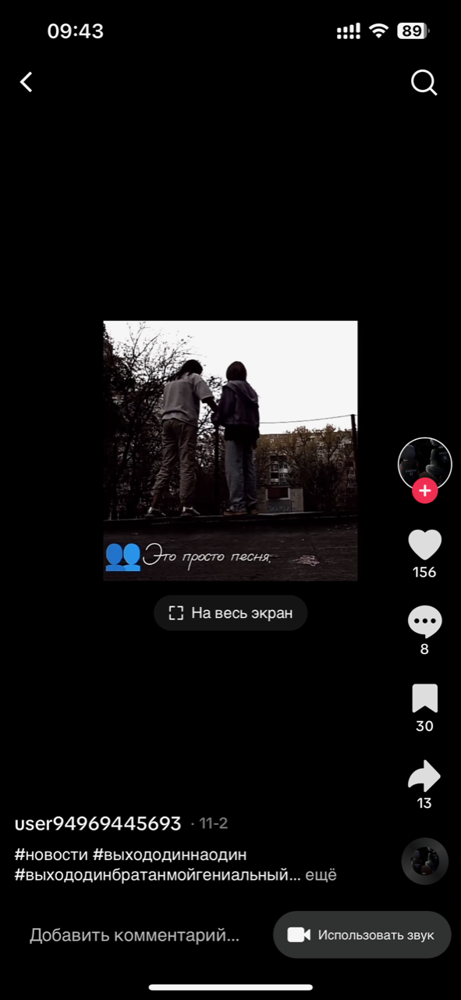 09:43
89
Это просто песня.
На весь экран
156
8
30
13
user94969445693 · 11-2
#новости #выхододиннаодин
#выхододинбратанмойгениальный... ещё
Добавить комментарий...
Использовать звук